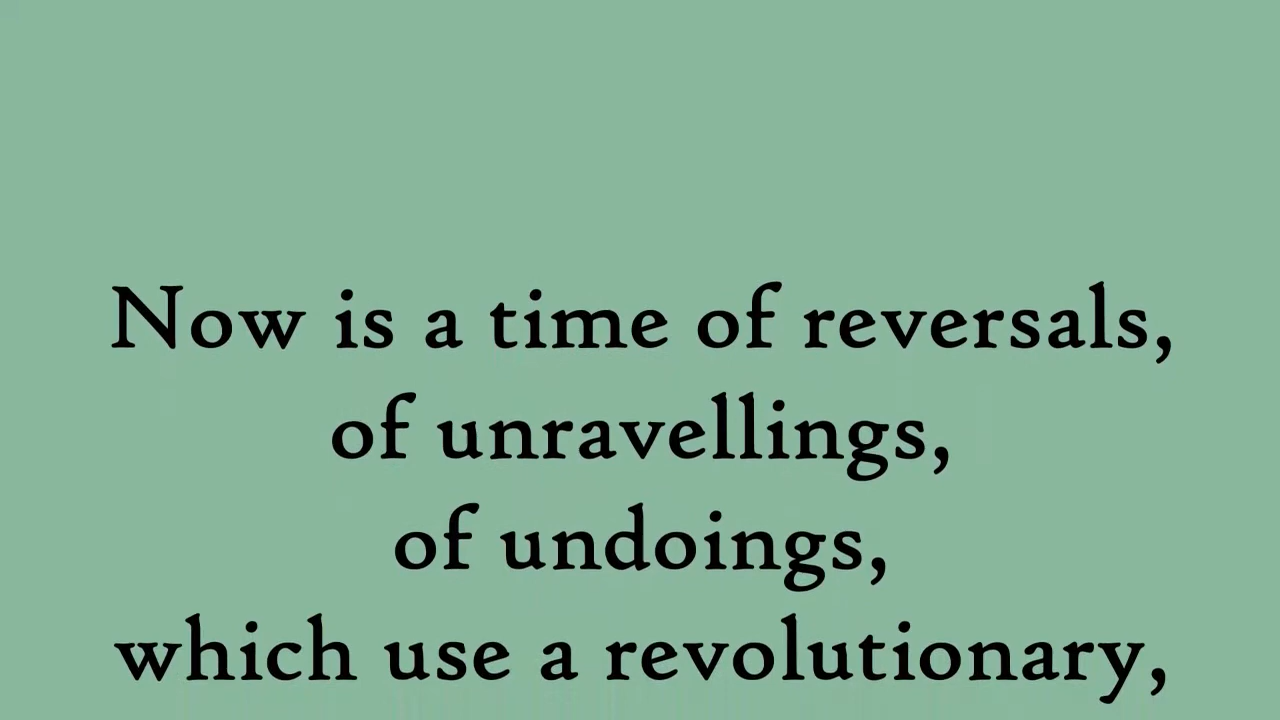 Now is a time of reversals,
of unravellings,
of undoings,
which use a revolutionary,